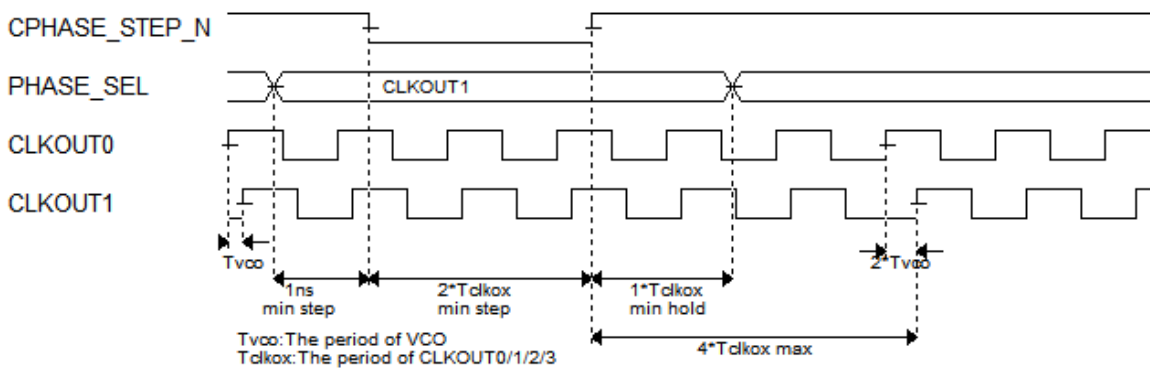 CPHASE_STEP_N
PHASE_SEL
CLKOUT1
CLKOUT0
CLKOUT1
Tvco
2*Tvco
1ns
min step
2*Tclkox
min step
1*Tclkox
min hold
Tvco:The period of VCO
Tclkox:The period of CLKOUT0/1/2/3
4*Tclkox max